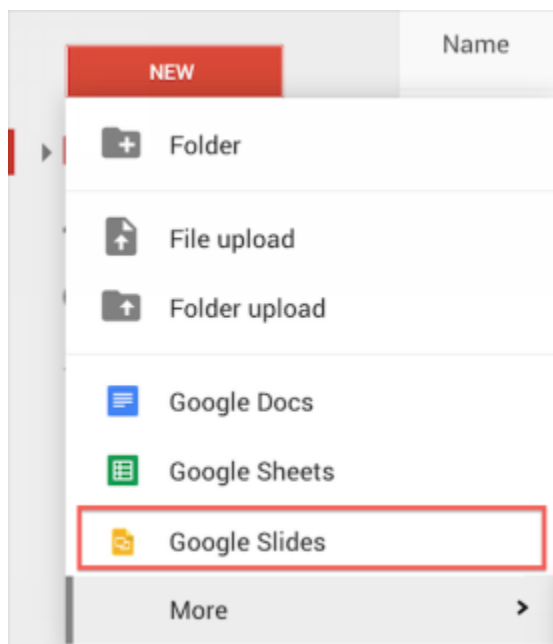 Name
NEW
Folder
File upload
Folder upload
Google Docs
Google Sheets
Google Slides
More